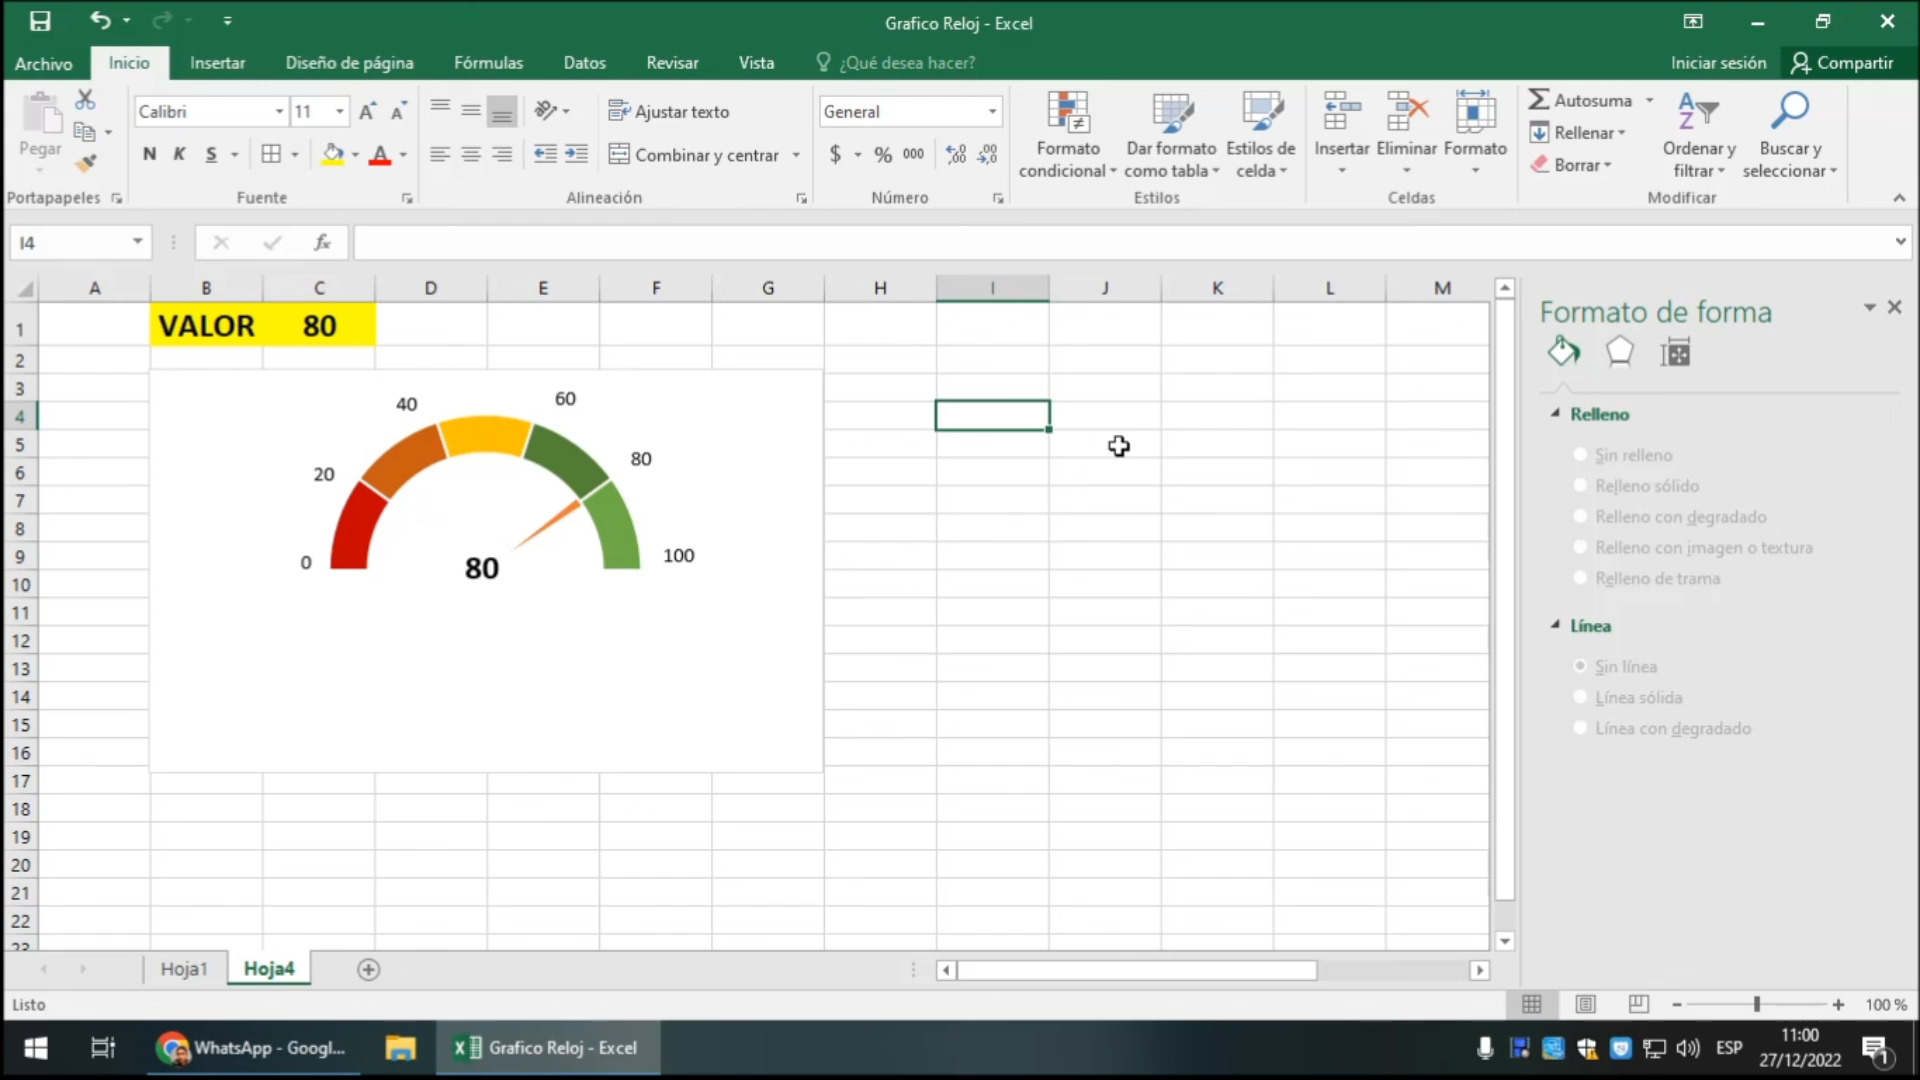 Grafico Reloj - Excel
Archivo Inicio Insertar Diseño de página Fórmulas Datos Revisar Vista ¿Qué desea hacer? Iniciar sesión Compartir
Pegar
Portapapeles
Calibri 11
N K S
Fuente
Ajustar texto
Combinar y centrar
Alineación
General
$ % 000
Número
Formato condicional
Dar formato como tabla
Estilos de celda
Estilos
Insertar Eliminar Formato
Celdas
Autosuma
Rellenar
Borrar
Ordenar y filtrar
Buscar y seleccionar
Modificar
I4 fx
A B C D E F G H I J K L M
1 VALOR 80
2
3
4
5
6
7
8
9
10
11
12
13
14
15
16
17
18
19
20
21
22
23
0
20
40
60
80
100
80
Formato de forma
Relleno
Sin relleno
Relleno sólido
Relleno con degradado
Relleno con imagen o textura
Relleno de trama
Línea
Sin línea
Línea sólida
Línea con degradado
Hoja1 Hoja4
Listo 100 %
WhatsApp - Googl... Grafico Reloj - Excel ESP 11:00
27/12/2022 1